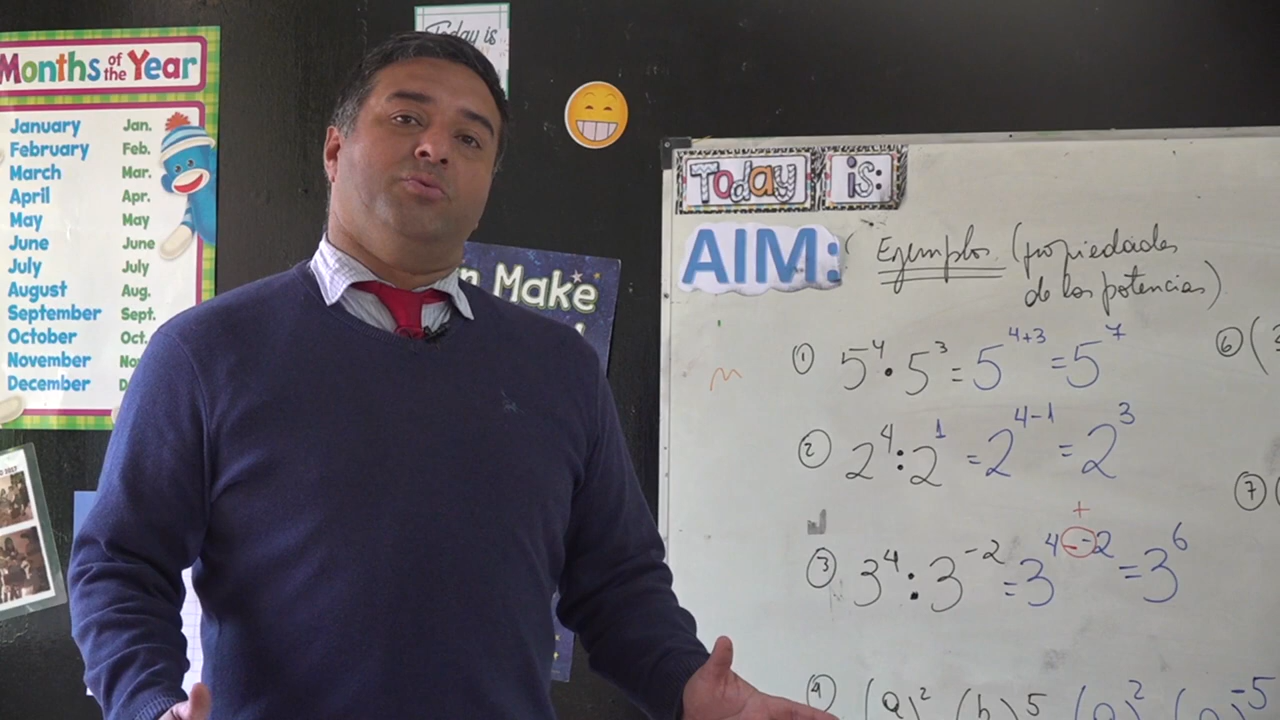 Months of the Year
January Jan.
February Feb.
March Mar.
April Apr.
May May
June June
July July
August Aug.
September Sept.
October Oct.
November
December
Today is
Make
Today is:
AIM:
Ejemplos (propiedades
de las potencias)
① 5⁴·5³=5⁴⁺³=5⁷
② 2⁴:2¹=2⁴⁻¹=2³
+
③ 3⁴:3⁻²=3⁴⁻⁻²=3⁶
④
⑥ (
⑦ (